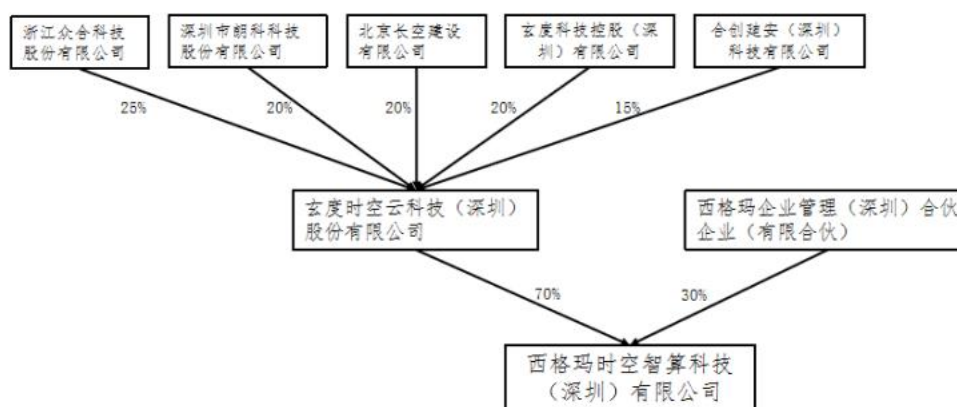 浙江众合科技
股份有限公司
深圳市朗科科技
股份有限公司
北京长空建设
有限公司
玄度科技控股（深
圳）有限公司
合创建安（深圳）
科技有限公司
25%
20%
20%
20%
15%
玄度时空云科技（深圳）
股份有限公司
西格玛企业管理（深圳）合伙
企业（有限合伙）
70%
30%
西格玛时空智算科技
（深圳）有限公司